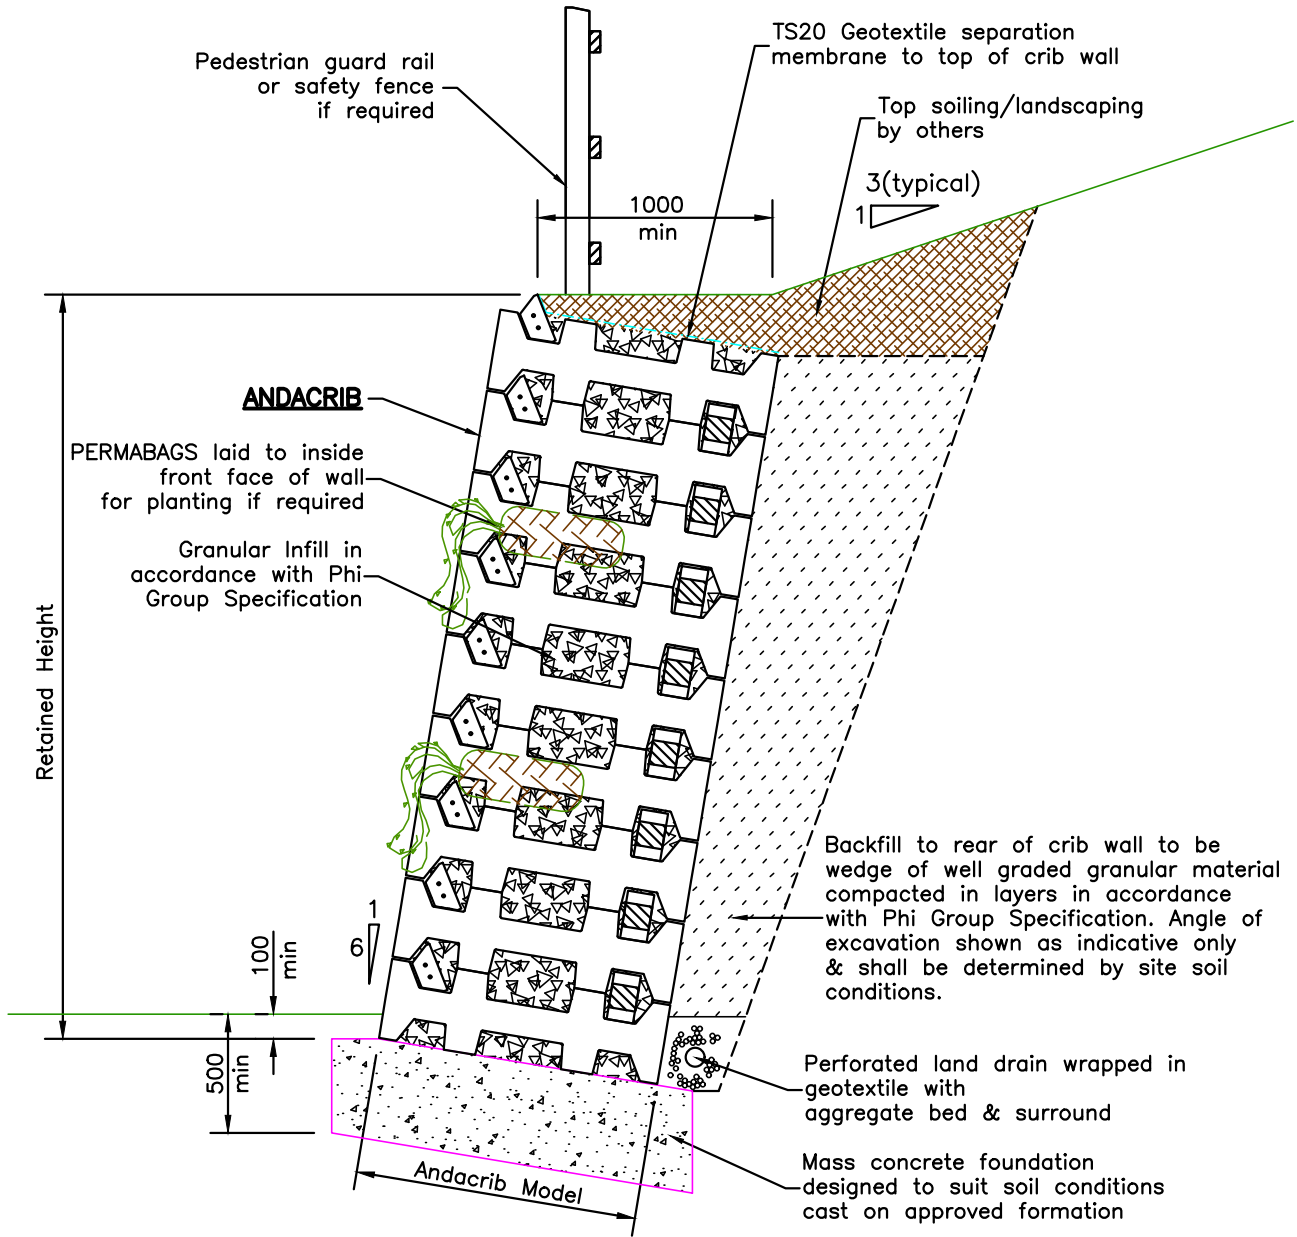 TS20 Geotextile separation
membrane to top of crib wall
Pedestrian guard rail
or safety fence
if required
Top soiling/landscaping
by others
3(typical)
1
1000
min
ANDACRIB
PERMABAGS laid to inside
front face of wall
for planting if required
Granular Infill in
accordance with Phi
Group Specification
Retained Height
Backfill to rear of crib wall to be
wedge of well graded granular material
compacted in layers in accordance
with Phi Group Specification. Angle of
excavation shown as indicative only
& shall be determined by site soil
conditions.
1
6
100
min
500
min
Perforated land drain wrapped in
geotextile with
aggregate bed & surround
Mass concrete foundation
designed to suit soil conditions
cast on approved formation
Andacrib Model